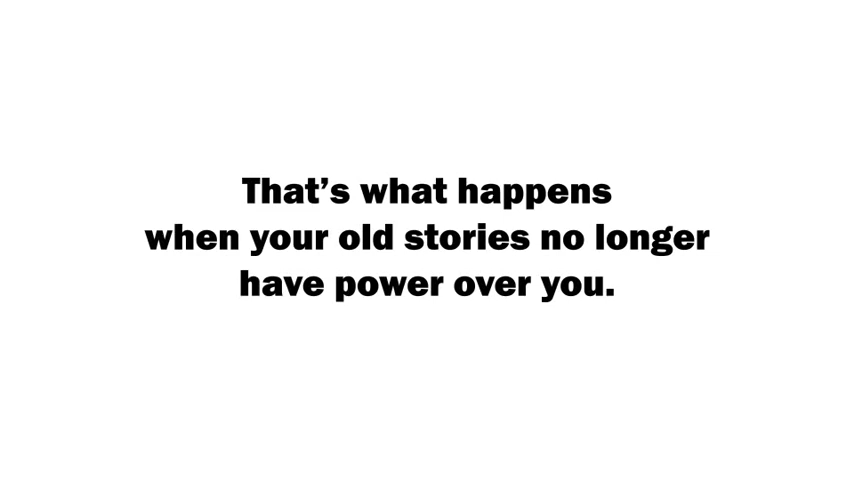 That’s what happens
when your old stories no longer
have power over you.